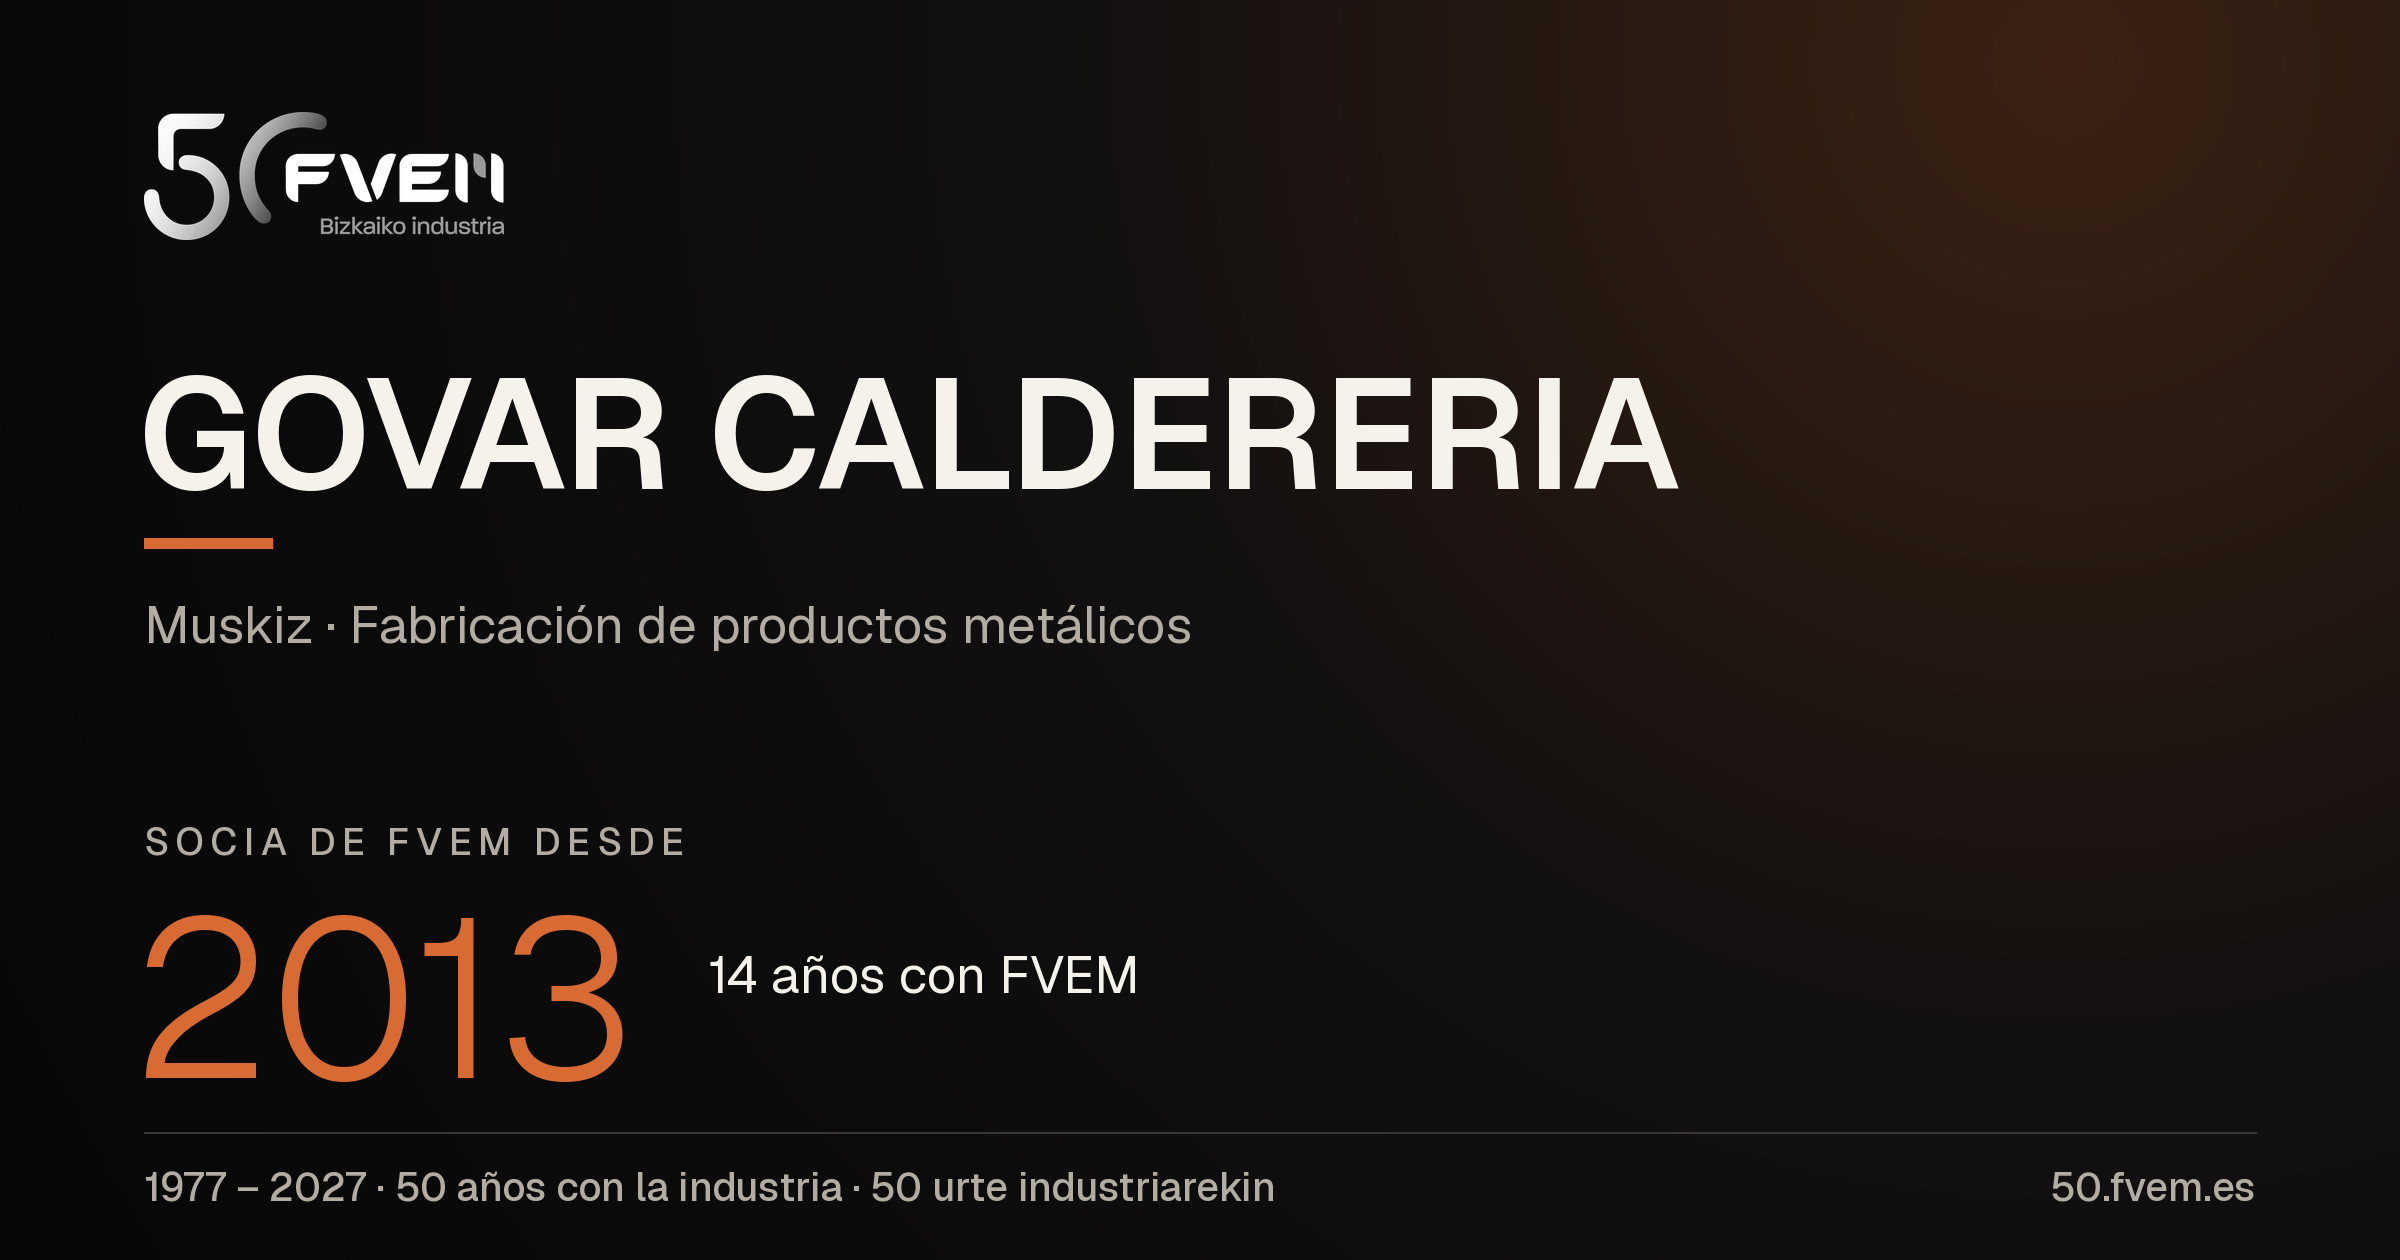 50 FVEM
Bizkaiko industria
GOVAR CALDERERIA
Muskiz · Fabricación de productos metálicos
SOCIA DE FVEM DESDE
2013
14 años con FVEM
1977 – 2027 · 50 años con la industria · 50 urte industriarekin
50.fvem.es